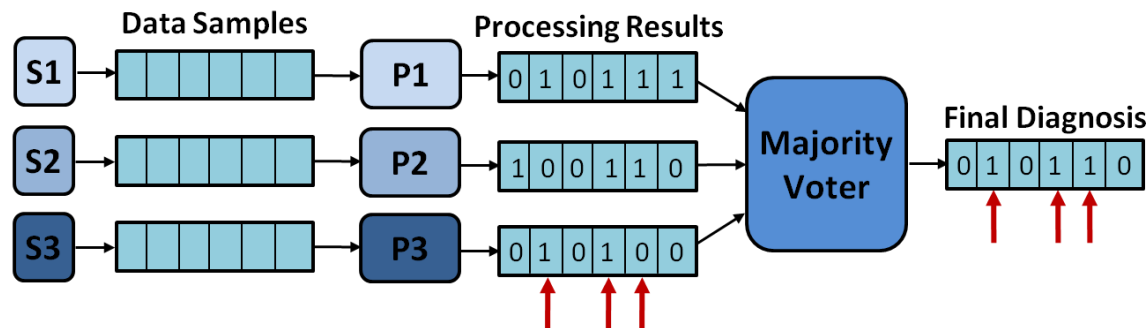 Data Samples
Processing Results
S1
P1
0 1 0 1 1 1
S2
P2
1 0 0 1 1 0
Majority
Voter
Final Diagnosis
0 1 0 1 1 0
S3
P3
0 1 0 1 0 0